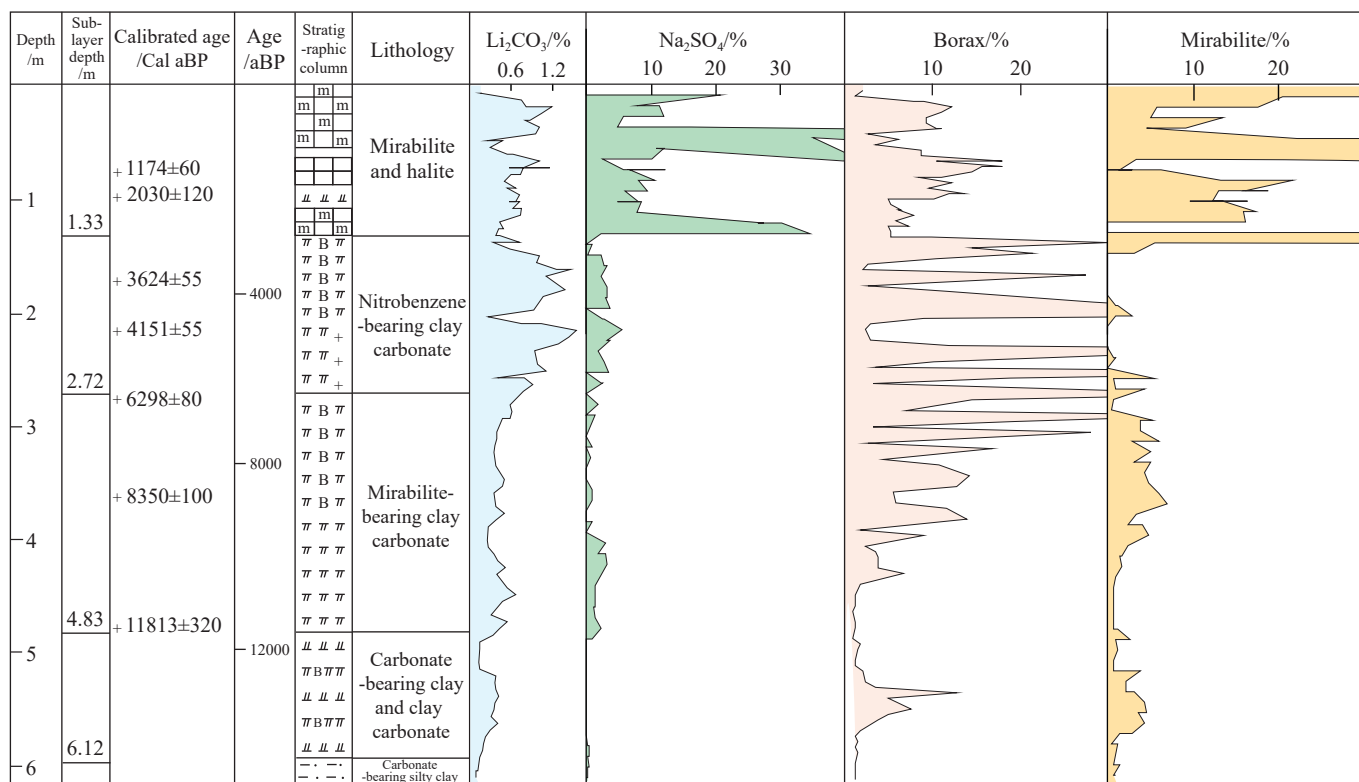 Depth
/m
Sub-
layer
depth
/m
Calibrated age
/Cal aBP
Age
/aBP
Stratig
-raphic
column
Lithology
Li₂CO₃/%
0.6 1.2
Na₂SO₄/%
10 20 30
Borax/%
10 20
Mirabilite/%
10 20
1
2
3
4
5
6
1.33
2.72
4.83
6.12
+ 1174±60
+ 2030±120
+ 3624±55
+ 4151±55
+ 6298±80
+ 8350±100
+ 11813±320
4000
8000
12000
m
m m
m m
m
m m
B
B
B
B
B
+
+
+
B
B
B
B
B
B
B
Mirabilite
and halite
Nitrobenzene
-bearing clay
carbonate
Mirabilite-
bearing clay
carbonate
Carbonate
-bearing clay
and clay
carbonate
Carbonate
-bearing silty clay